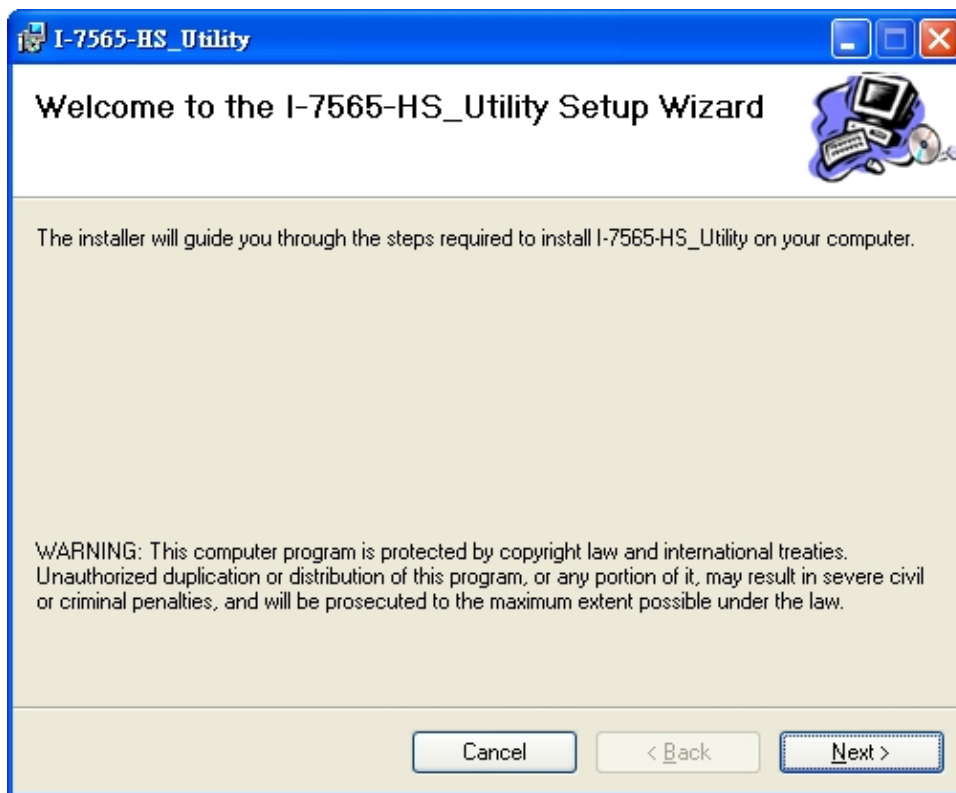 I-7565-HS_Utility
Welcome to the I-7565-HS_Utility Setup Wizard
The installer will guide you through the steps required to install I-7565-HS_Utility on your computer.
WARNING: This computer program is protected by copyright law and international treaties.
Unauthorized duplication or distribution of this program, or any portion of it, may result in severe civil
or criminal penalties, and will be prosecuted to the maximum extent possible under the law.
Cancel
< Back
Next >